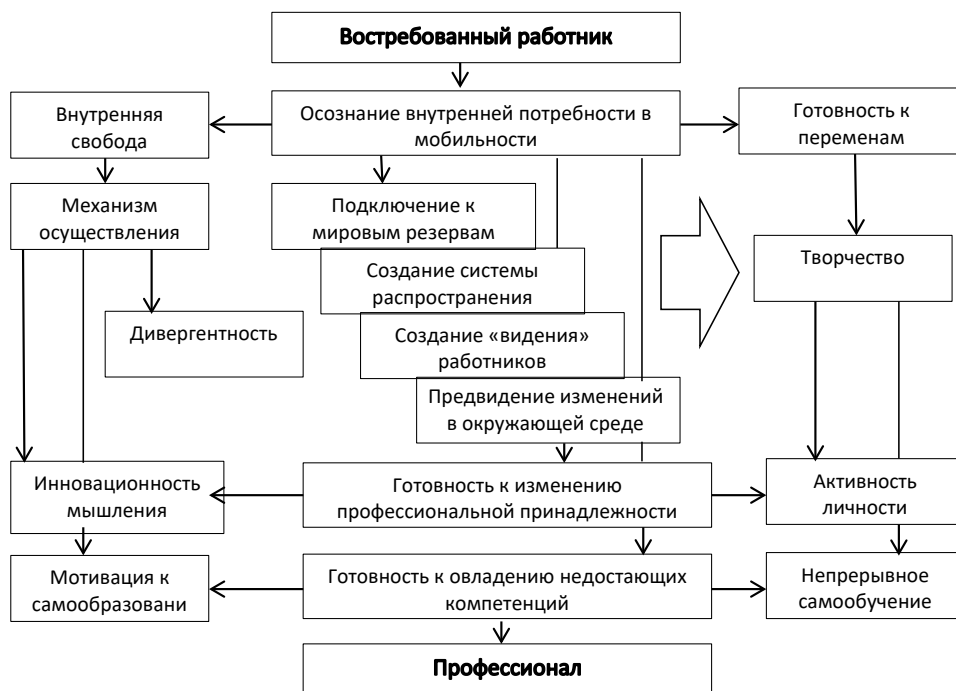 Востребованный работник
Внутренняя
свобода
Осознание внутренней потребности в
мобильности
Готовность к
переменам
Механизм
осуществления
Подключение к
мировым резервам
Создание системы
распространения
Творчество
Дивергентность
Создание «видения»
работников
Предвидение изменений
в окружающей среде
Инновационность
мышления
Готовность к изменению
профессиональной принадлежности
Активность
личности
Мотивация к
самообразовани
Готовность к овладению недостающих
компетенций
Непрерывное
самообучение
Профессионал